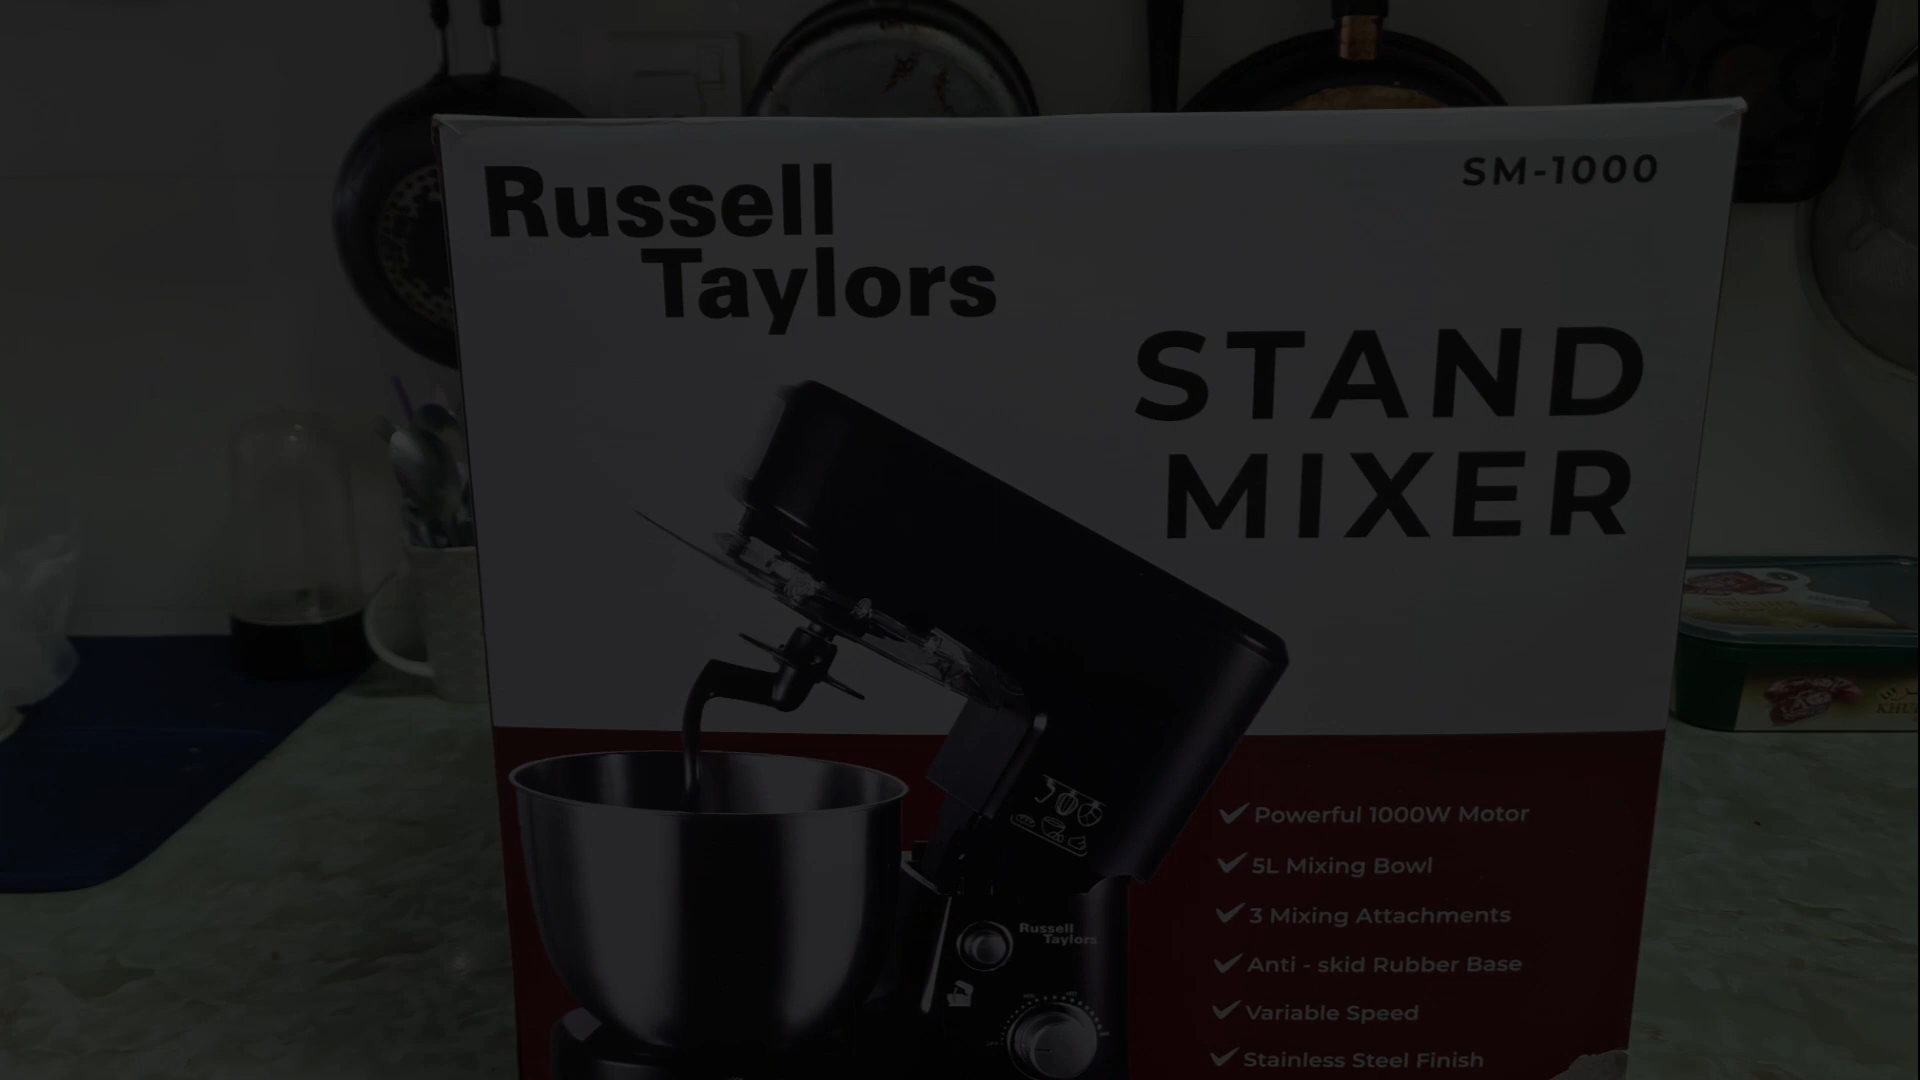 Russell
Taylors
SM-1000
STAND
MIXER
Powerful 1000W Motor
5L Mixing Bowl
3 Mixing Attachments
Anti - skid Rubber Base
Variable Speed
Stainless Steel Finish
Russell
Taylors